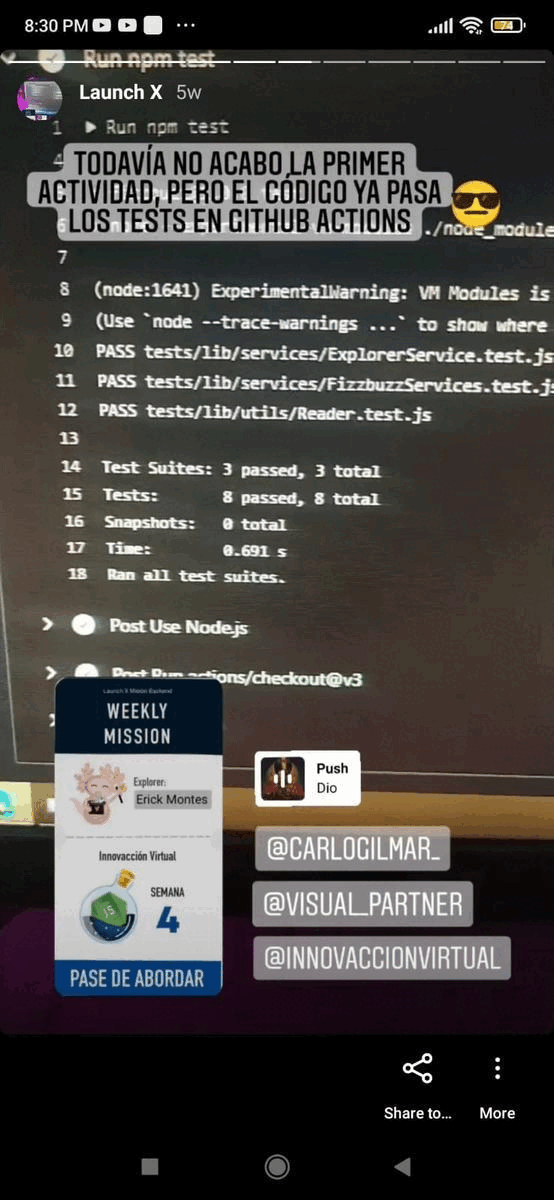 8:30 PM
74
Run npm test
Launch X 5w
1 Run npm test
4
TODAVÍA NO ACABO LA PRIMER
ACTIVIDAD, PERO EL CÓDIGO YA PASA
LOS TESTS EN GITHUB ACTIONS
6 ./node_module
7
8 (node:1641) ExperimentalWarning: VM Modules is
9 (Use `node --trace-warnings ...` to show where
10 PASS tests/lib/services/ExplorerService.test.js
11 PASS tests/lib/services/FizzbuzzServices.test.js
12 PASS tests/lib/utils/Reader.test.js
13
14 Test Suites: 3 passed, 3 total
15 Tests: 8 passed, 8 total
16 Snapshots: 0 total
17 Time: 0.691 s
18 Ran all test suites.
Post Use Node.js
Post Run actions/checkout@v3
Launch X Mission Backend
WEEKLY
MISSION
Explorer:
Erick Montes
Innovacción Virtual
JS
SEMANA
4
PASE DE ABORDAR
Push
Dio
@CARLOGILMAR_
@VISUAL_PARTNER
@INNOVACCIONVIRTUAL
Share to...
More